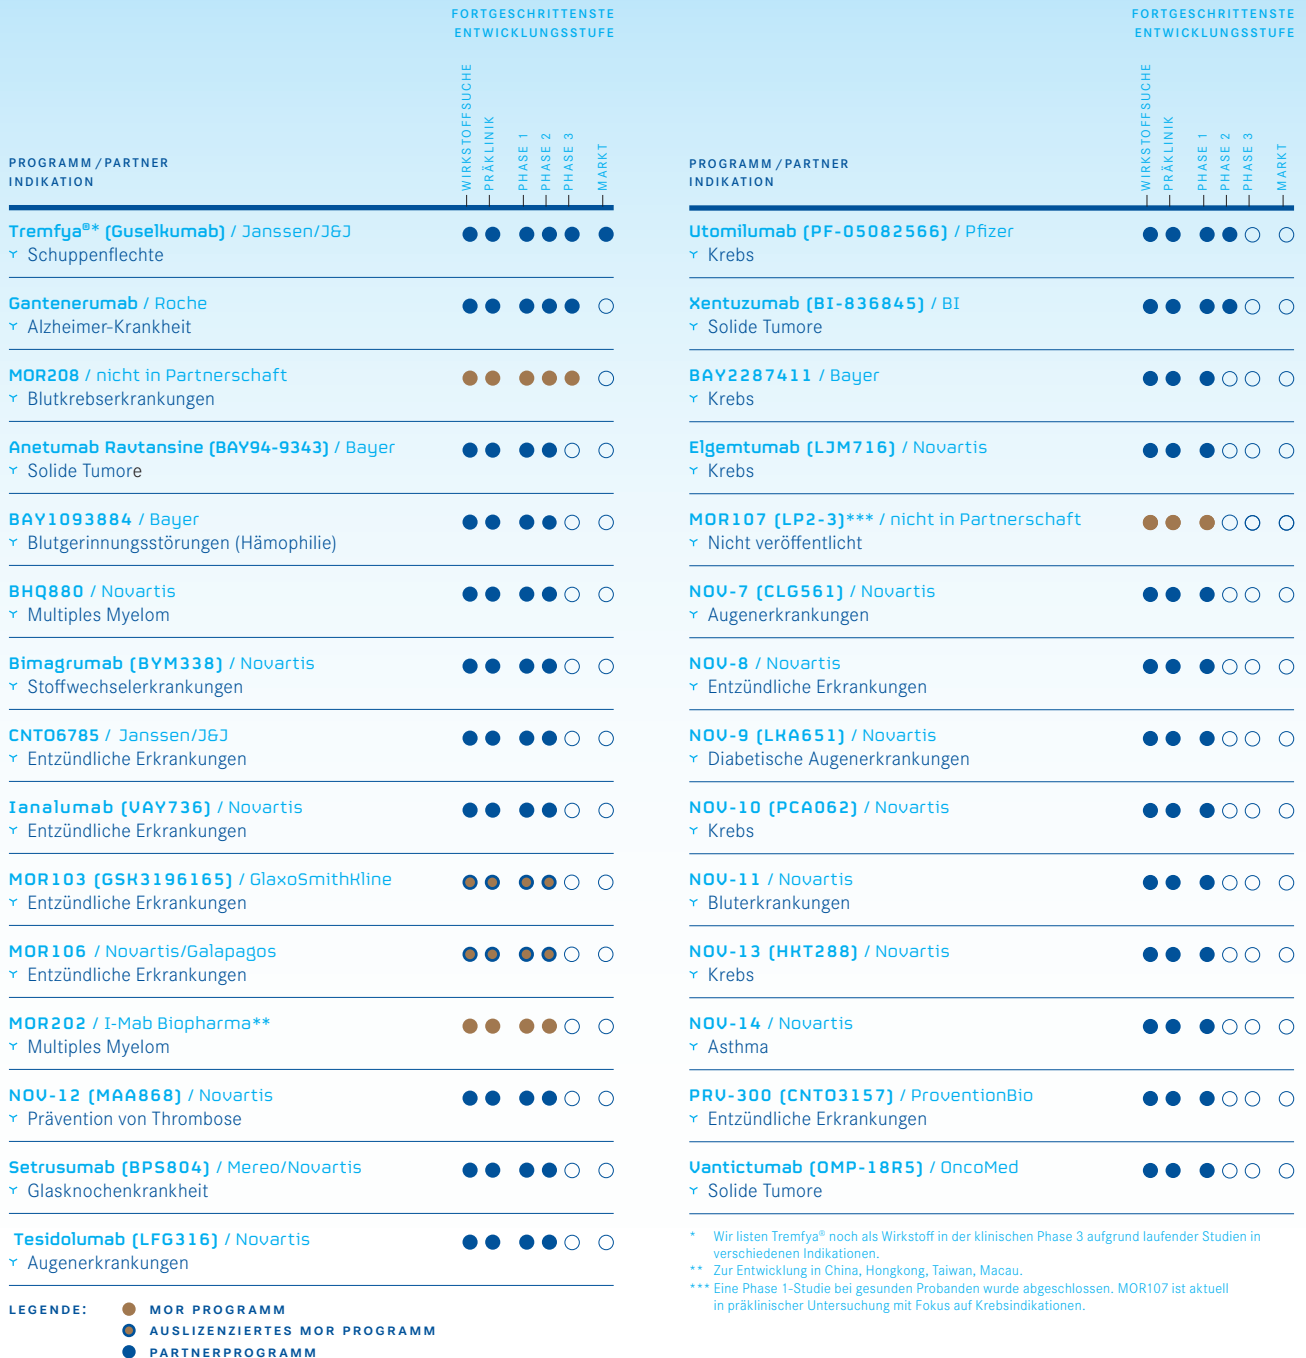 FORTGESCHRITTENSTE
ENTWICKLUNGSSTUFE
WIRKSTOFFSUCHE
PRÄKLINIK
PHASE 1
PHASE 2
PHASE 3
MARKT
PROGRAMM/PARTNER
INDIKATION
Tremfya®* (Guselkumab) / Janssen/J&J
Schuppenflechte
Gantenerumab / Roche
Alzheimer-Krankheit
MOR208 / nicht in Partnerschaft
Blutkrebserkrankungen
Anetumab Ravtansine (BAY94-9343) / Bayer
Solide Tumore
BAY1093884 / Bayer
Blutgerinnungsstörungen (Hämophilie)
BHQ880 / Novartis
Multiples Myelom
Bimagrumab (BYM338) / Novartis
Stoffwechselerkrankungen
CNTO6785 / Janssen/J&J
Entzündliche Erkrankungen
Ianalumab (VAY736) / Novartis
Entzündliche Erkrankungen
MOR103 (GSK3196165) / GlaxoSmithKline
Entzündliche Erkrankungen
MOR106 / Novartis/Galapagos
Entzündliche Erkrankungen
MOR202 / I-Mab Biopharma**
Multiples Myelom
NOV-12 (MAA868) / Novartis
Prävention von Thrombose
Setrusumab (BPS804) / Mereo/Novartis
Glasknochenkrankheit
Tesidolumab (LFG316) / Novartis
Augenerkrankungen
LEGENDE:
MOR PROGRAMM
AUSLIZENZIERTES MOR PROGRAMM
PARTNERPROGRAMM
FORTGESCHRITTENSTE
ENTWICKLUNGSSTUFE
WIRKSTOFFSUCHE
PRÄKLINIK
PHASE 1
PHASE 2
PHASE 3
MARKT
PROGRAMM/PARTNER
INDIKATION
Utomilumab (PF-05082566) / Pfizer
Krebs
Xentuzumab (BI-836845) / BI
Solide Tumore
BAY2287411 / Bayer
Krebs
Elgemtumab (LJM716) / Novartis
Krebs
MOR107 (LP2-3)*** / nicht in Partnerschaft
Nicht veröffentlicht
NOV-7 (CLG561) / Novartis
Augenerkrankungen
NOV-8 / Novartis
Entzündliche Erkrankungen
NOV-9 (LKA651) / Novartis
Diabetische Augenerkrankungen
NOV-10 (PCA062) / Novartis
Krebs
NOV-11 / Novartis
Bluterkrankungen
NOV-13 (HKT288) / Novartis
Krebs
NOV-14 / Novartis
Asthma
PRV-300 (CNTO3157) / ProventionBio
Entzündliche Erkrankungen
Vantictumab (OMP-18R5) / OncoMed
Solide Tumore
* Wir listen Tremfya® noch als Wirkstoff in der klinischen Phase 3 aufgrund laufender Studien in
verschiedenen Indikationen.
** Zur Entwicklung in China, Hongkong, Taiwan, Macau.
*** Eine Phase 1-Studie bei gesunden Probanden wurde abgeschlossen. MOR107 ist aktuell
in präklinischer Untersuchung mit Fokus auf Krebsindikationen.